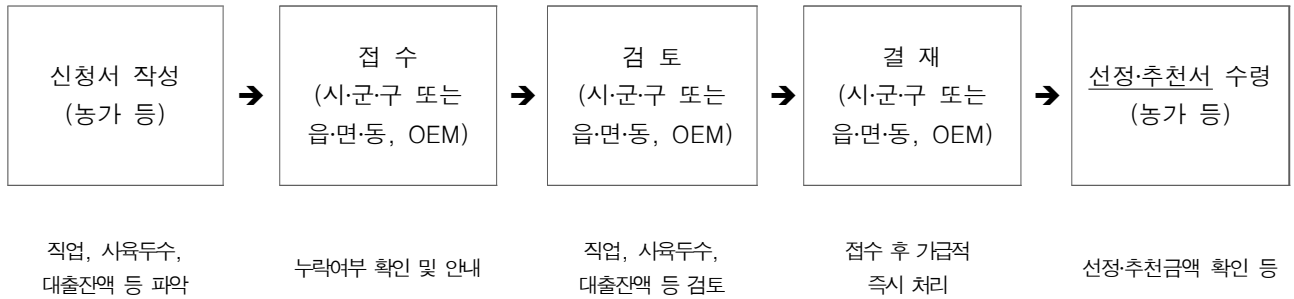 신청서 작성
(농가 등)
➔
접 수
(시·군·구 또는
읍·면·동, OEM)
➔
검 토
(시·군·구 또는
읍·면·동, OEM)
➔
결 재
(시·군·구 또는
읍·면·동, OEM)
➔
선정·추천서 수령
(농가 등)
직업, 사육두수,
대출잔액 등 파악
누락여부 확인 및 안내
직업, 사육두수,
대출잔액 등 검토
접수 후 가급적
즉시 처리
선정·추천금액 확인 등